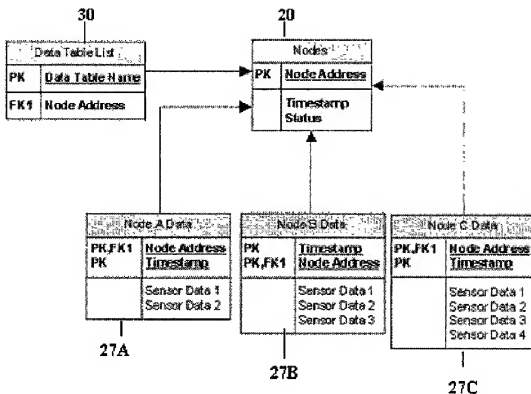 30
20
Data Table List
PK Data Table Name
FK1 Node Address
Nodes
PK Node Address
Timestamp
Status
Node A Data
PK,FK1 Node Address
PK Timestamp
Sensor Data 1
Sensor Data 2
27A
Node B Data
PK Timestamp
PK,FK1 Node Address
Sensor Data 1
Sensor Data 2
Sensor Data 3
27B
Node C Data
PK,FK1 Node Address
PK Timestamp
Sensor Data 1
Sensor Data 2
Sensor Data 3
Sensor Data 4
27C